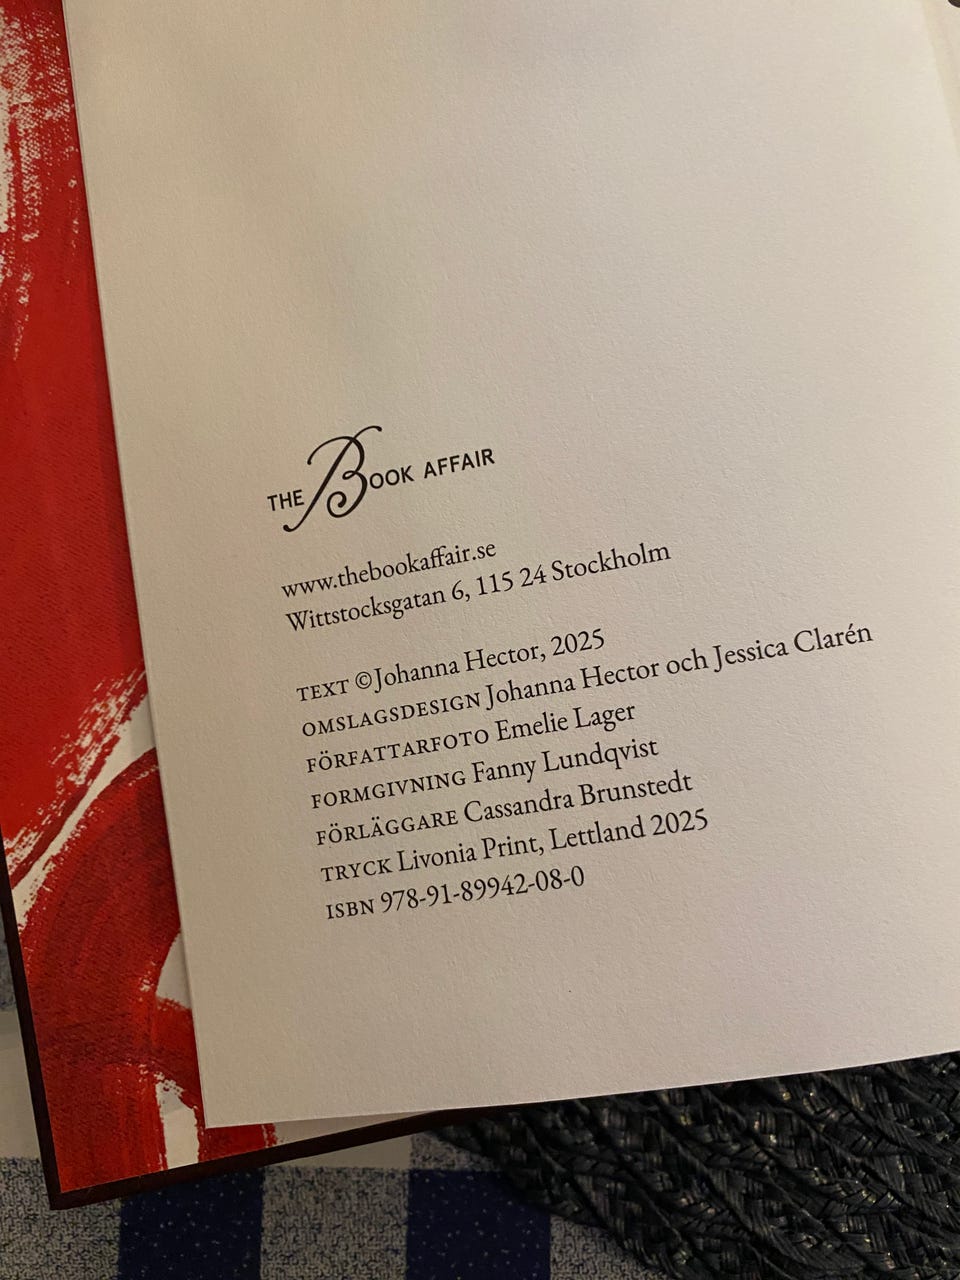 THE BOOK AFFAIR
www.thebookaffair.se
Wittstocksgatan 6, 115 24 Stockholm
TEXT © Johanna Hector, 2025
OMSLAGSDESIGN Johanna Hector och Jessica Clarén
FÖRFATTARFOTO Emelie Lager
FORMGIVNING Fanny Lundqvist
FÖRLÄGGARE Cassandra Brunstedt
TRYCK Livonia Print, Lettland 2025
ISBN 978-91-89942-08-0